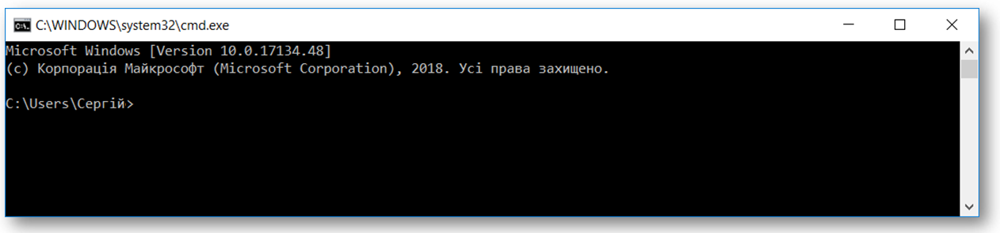 C:\WINDOWS\system32\cmd.exe
Microsoft Windows [Version 10.0.17134.48]
(c) Корпорація Майкрософт (Microsoft Corporation), 2018. Усі права захищено.
C:\Users\Сергій>